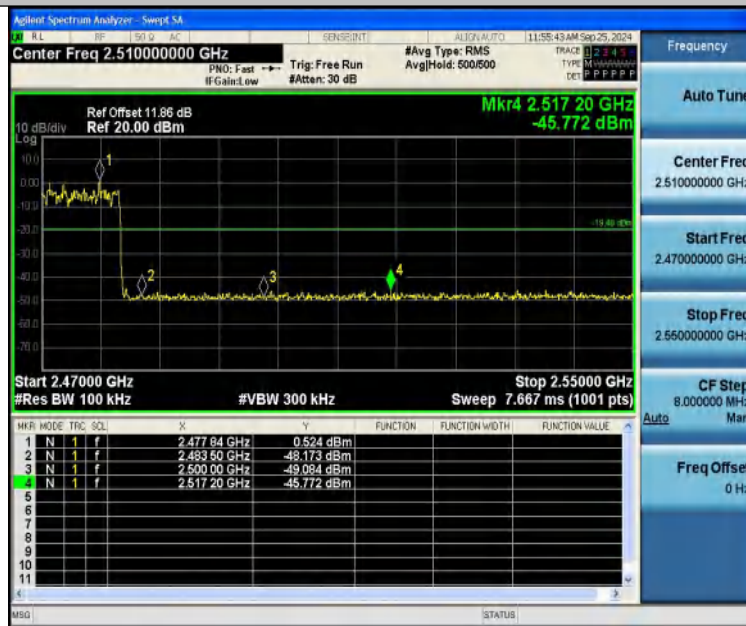 Agilent Spectrum Analyzer - Swept SA
LXI RL RF 50 Ω AC SENSE:INT ALIGN AUTO 11:55:43 AM Sep 25, 2024
Center Freq 2.510000000 GHz
PNO: Fast
IFGain:Low
Trig: Free Run
#Atten: 30 dB
#Avg Type: RMS
Avg|Hold: 500/500
TRACE 1 2 3 4 5
TYPE M
DET P P P P P P
Ref Offset 11.86 dB
Mkr4 2.517 20 GHz
10 dB/div Ref 20.00 dBm
-45.772 dBm
Log
10.0
0.00
-10.0
-20.0
-30.0
-40.0
-50.0
-60.0
-70.0
1
2
3
4
-19.48 dBm
Start 2.47000 GHz Stop 2.55000 GHz
#Res BW 100 kHz #VBW 300 kHz Sweep 7.667 ms (1001 pts)
MKR MODE TRC SCL X Y FUNCTION FUNCTION WIDTH FUNCTION VALUE
1 N 1 f 2.477 84 GHz 0.524 dBm
2 N 1 f 2.483 50 GHz -48.173 dBm
3 N 1 f 2.500 00 GHz -49.084 dBm
4 N 1 f 2.517 20 GHz -45.772 dBm
5
6
7
8
9
10
11
MSG STATUS
Frequency
Auto Tune
Center Freq
2.510000000 GHz
Start Freq
2.470000000 GHz
Stop Freq
2.550000000 GHz
CF Step
8.000000 MHz
Auto Man
Freq Offset
0 Hz